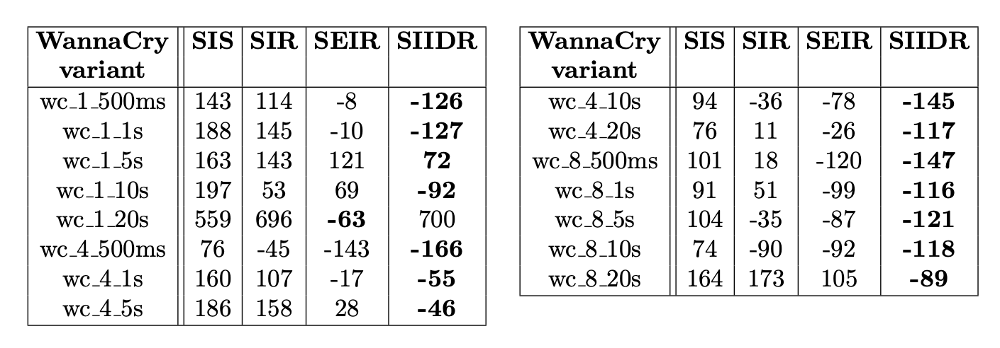 WannaCry variant SIS SIR SEIR SIIDR
wc_1_500ms 143 114 -8 -126
wc_1_1s 188 145 -10 -127
wc_1_5s 163 143 121 72
wc_1_10s 197 53 69 -92
wc_1_20s 559 696 -63 700
wc_4_500ms 76 -45 -143 -166
wc_4_1s 160 107 -17 -55
wc_4_5s 186 158 28 -46
WannaCry variant SIS SIR SEIR SIIDR
wc_4_10s 94 -36 -78 -145
wc_4_20s 76 11 -26 -117
wc_8_500ms 101 18 -120 -147
wc_8_1s 91 51 -99 -116
wc_8_5s 104 -35 -87 -121
wc_8_10s 74 -90 -92 -118
wc_8_20s 164 173 105 -89